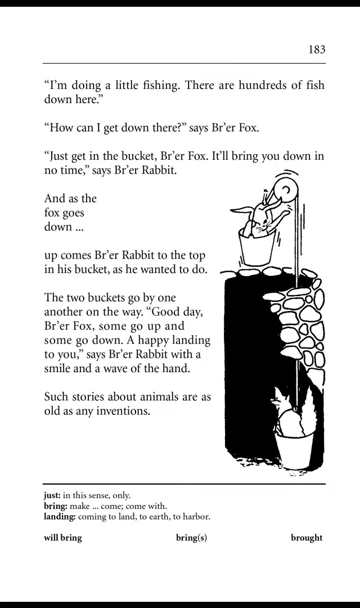 183
“I’m doing a little fishing. There are hundreds of fish
down here.”
“How can I get down there?” says Br’er Fox.
“Just get in the bucket, Br’er Fox. It’ll bring you down in
no time,” says Br’er Rabbit.
And as the
fox goes
down ...
up comes Br’er Rabbit to the top
in his bucket, as he wanted to do.
The two buckets go by one
another on the way. “Good day,
Br’er Fox, some go up and
some go down. A happy landing
to you,” says Br’er Rabbit with a
smile and a wave of the hand.
Such stories about animals are as
old as any inventions.
just: in this sense, only.
bring: make ... come; come with.
landing: coming to land, to earth, to harbor.
will bring bring(s) brought